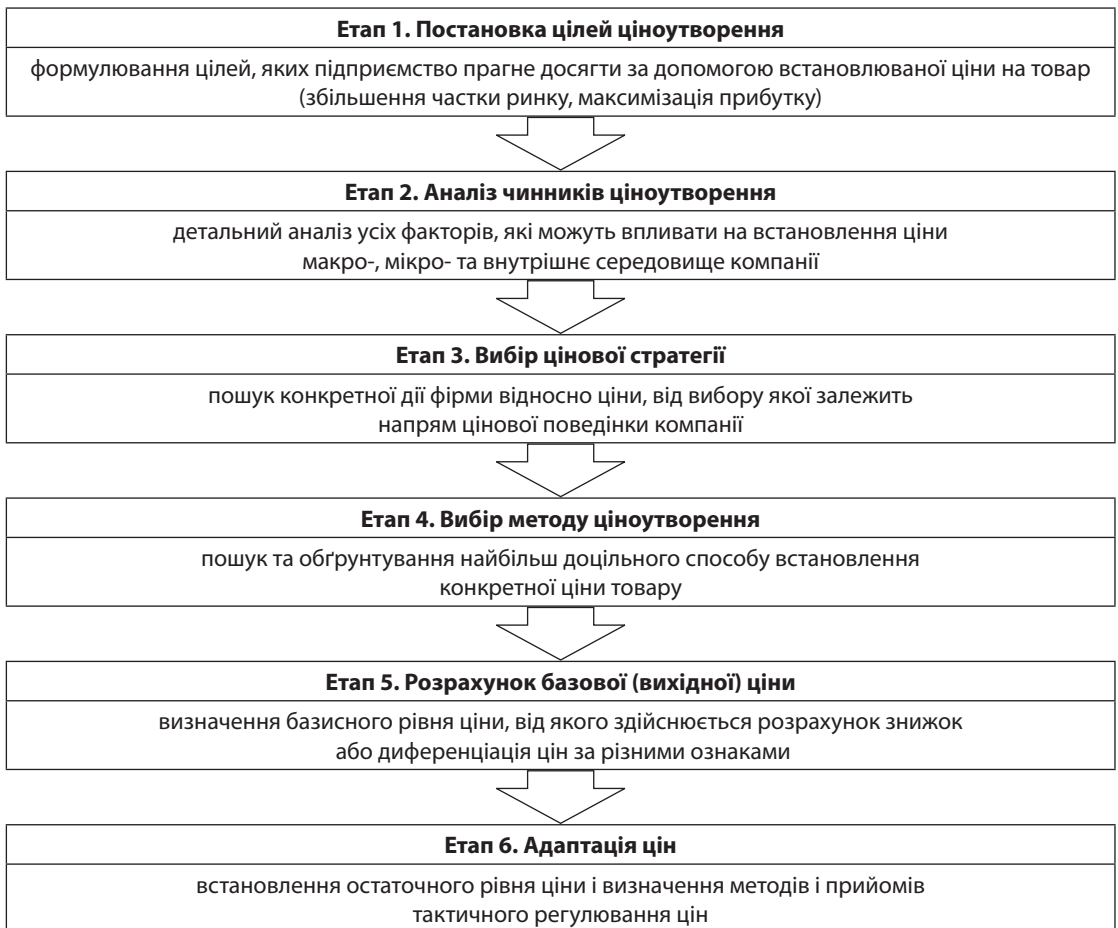 Етап 1. Постановка цілей ціноутворення
формулювання цілей, яких підприємство прагне досягти за допомогою встановлюваної ціни на товар
(збільшення частки ринку, максимізація прибутку)
Етап 2. Аналіз чинників ціноутворення
детальний аналіз усіх факторів, які можуть впливати на встановлення ціни
макро-, мікро- та внутрішнє середовище компанії
Етап 3. Вибір цінової стратегії
пошук конкретної дії фірми відносно ціни, від вибору якої залежить
напрям цінової поведінки компанії
Етап 4. Вибір методу ціноутворення
пошук та обґрунтування найбільш доцільного способу встановлення
конкретної ціни товару
Етап 5. Розрахунок базової (вихідної) ціни
визначення базисного рівня ціни, від якого здійснюється розрахунок знижок
або диференціація цін за різними ознаками
Етап 6. Адаптація цін
встановлення остаточного рівня ціни і визначення методів і прийомів
тактичного регулювання цін